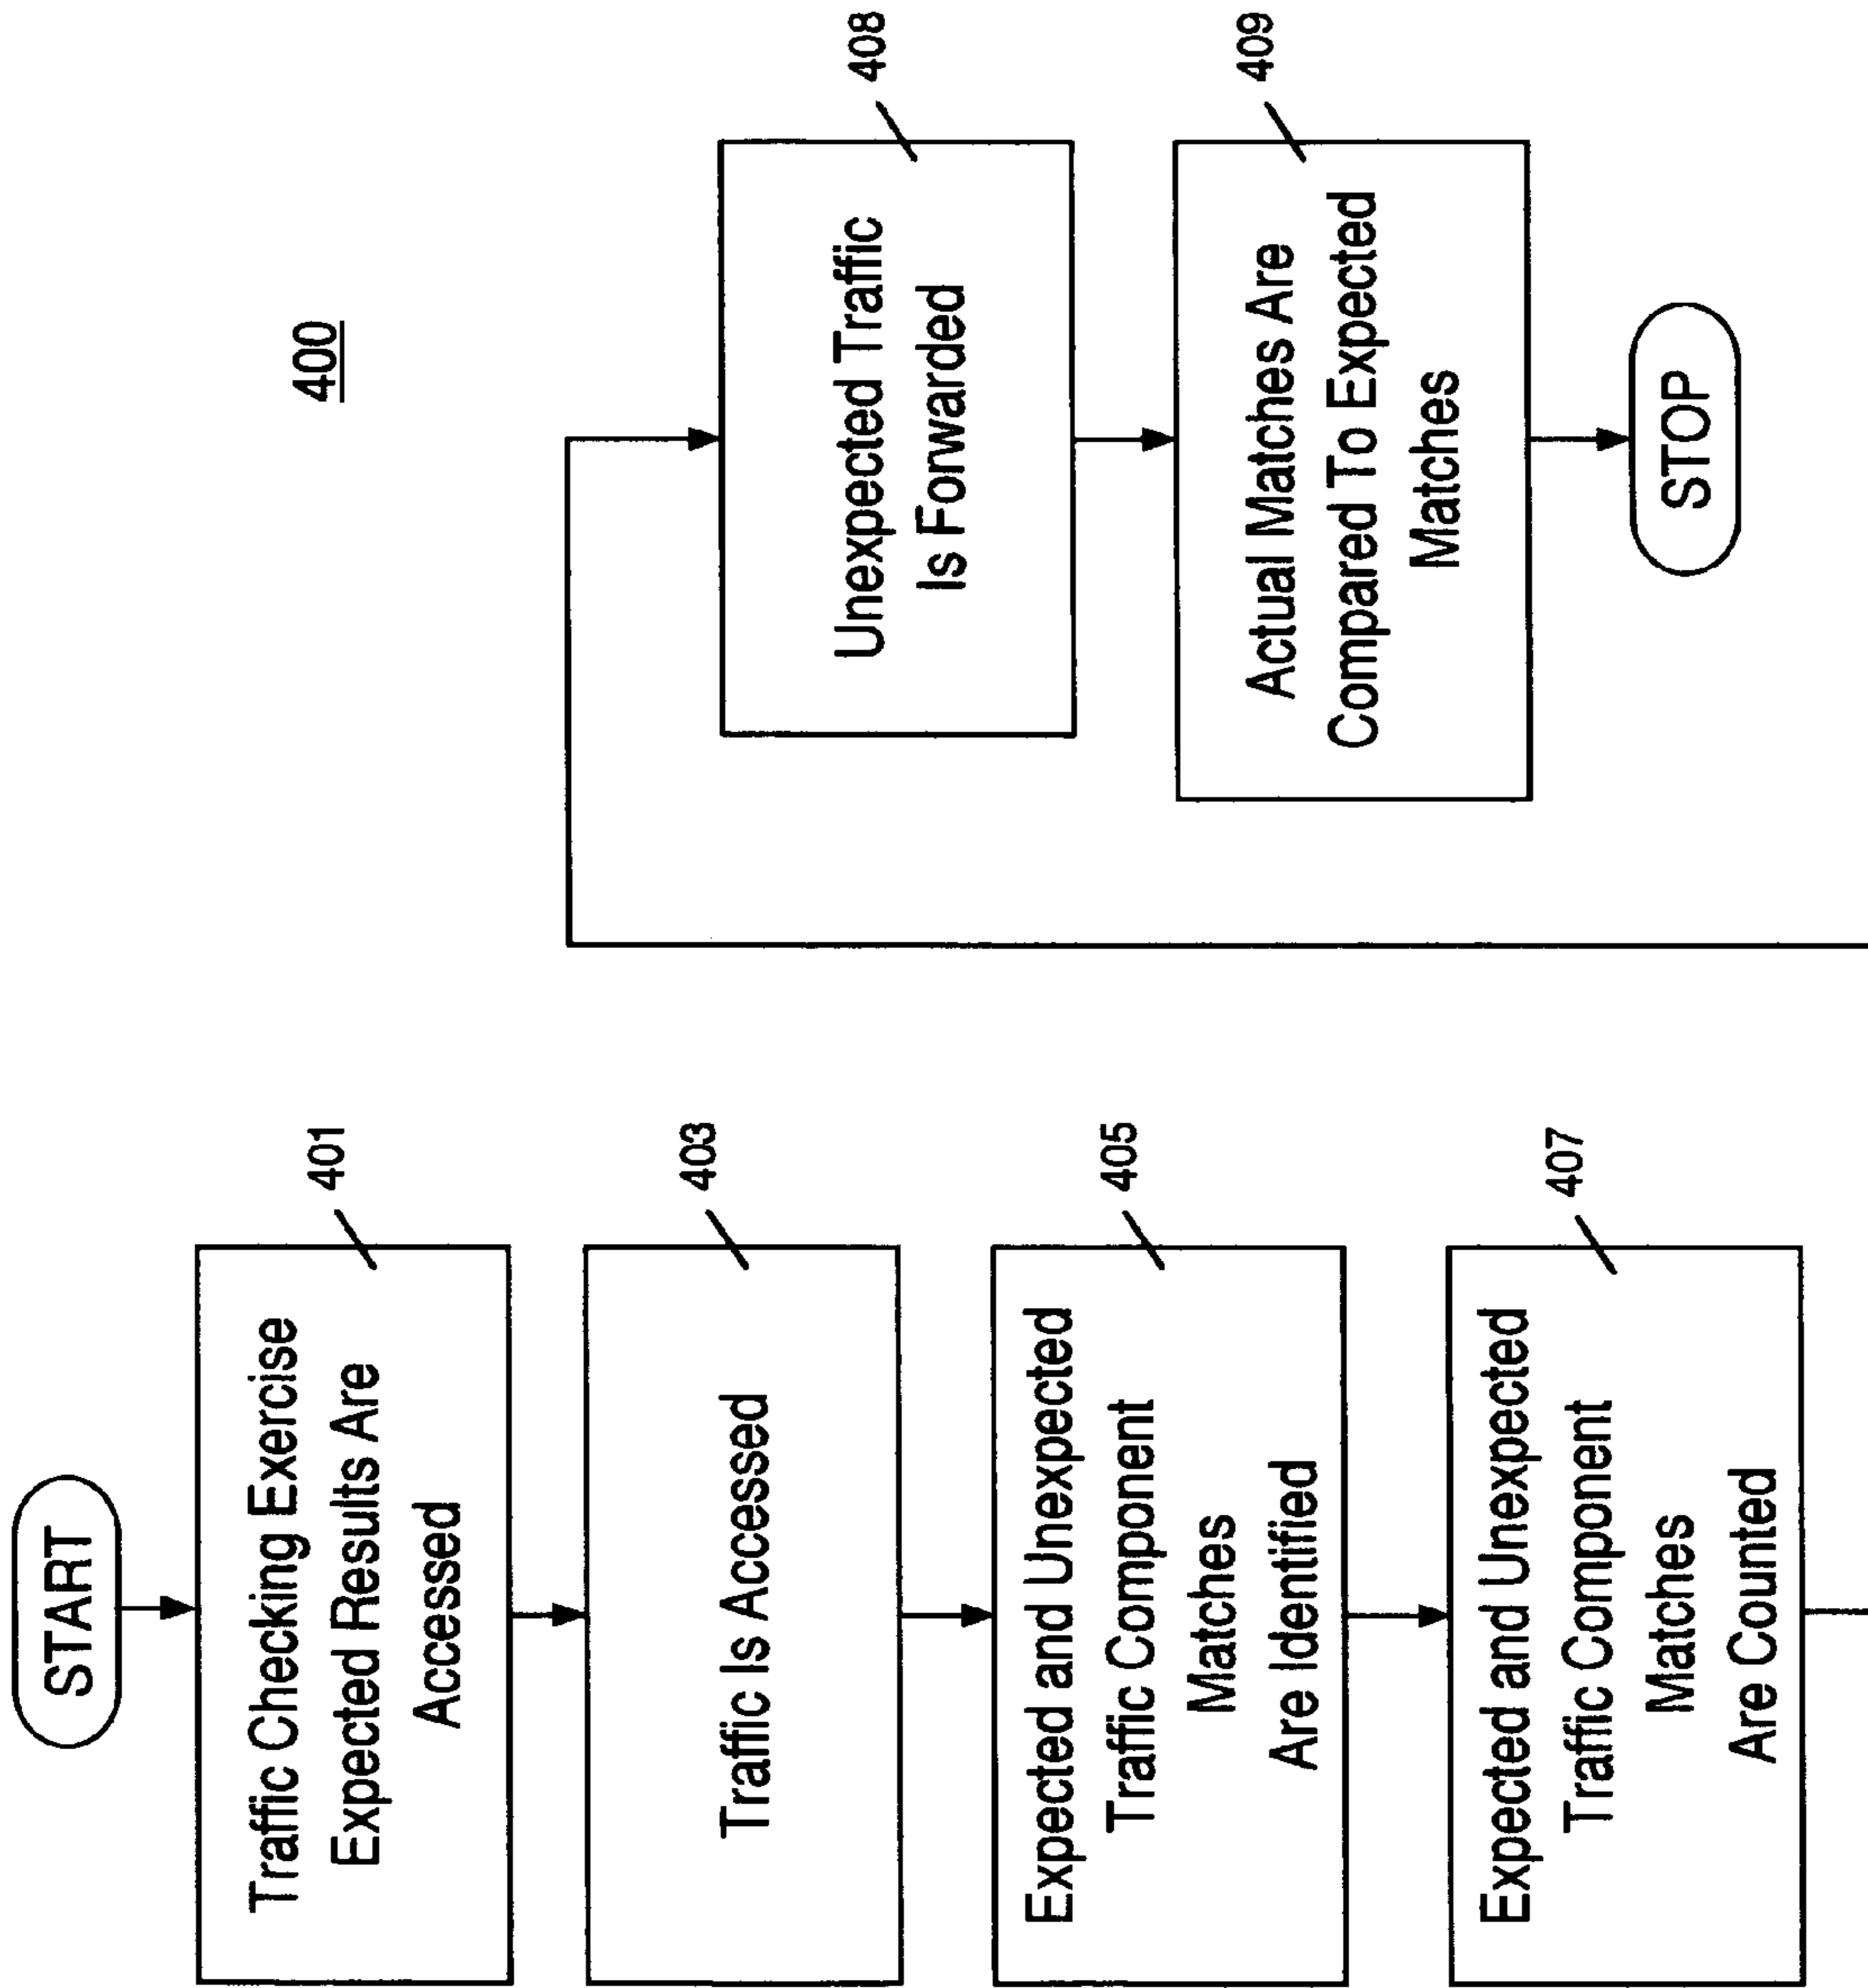 400
START
Traffic Checking Exercise
Expected Results Are
Accessed
401
Traffic Is Accessed
403
Expected and Unexpected
Traffic Component
Matches
Are Identified
405
Expected and Unexpected
Traffic Component
Matches
Are Counted
407
Unexpected Traffic
Is Forwarded
408
Actual Matches Are
Compared To Expected
Matches
409
STOP